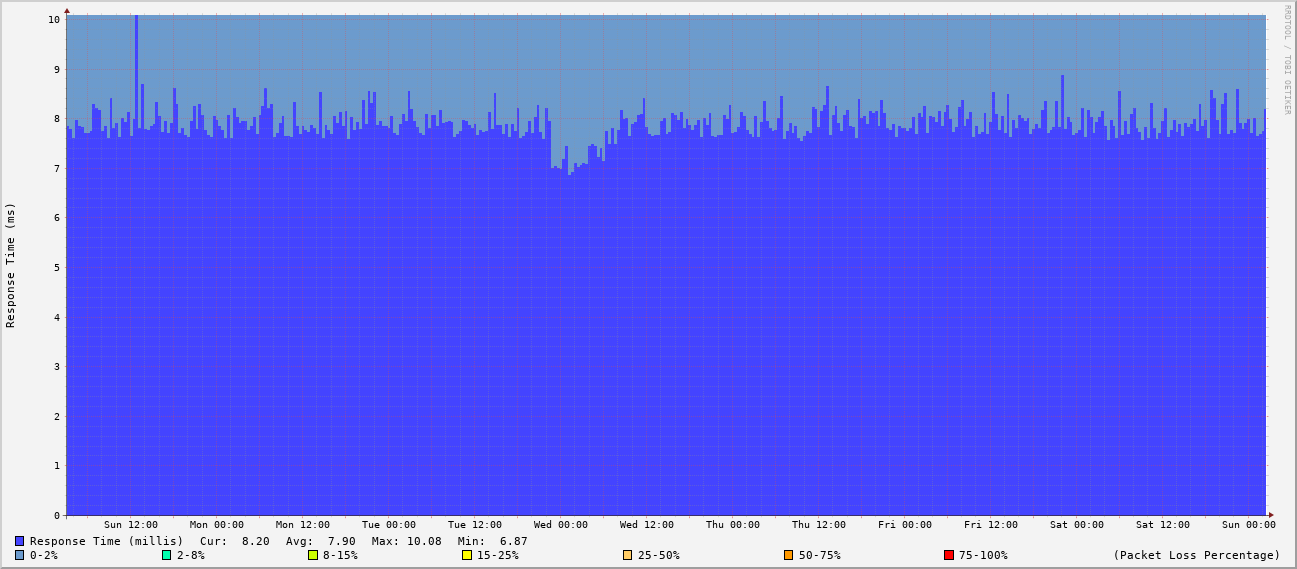 RRDTOOL / TOBI OETIKER
Response Time (ms)
10
9
8
7
6
5
4
3
2
1
0
Sun 12:00 Mon 00:00 Mon 12:00 Tue 00:00 Tue 12:00 Wed 00:00 Wed 12:00 Thu 00:00 Thu 12:00 Fri 00:00 Fri 12:00 Sat 00:00 Sat 12:00 Sun 00:00
Response Time (millis) Cur: 8.20 Avg: 7.90 Max: 10.08 Min: 6.87
0-2% 2-8% 8-15% 15-25% 25-50% 50-75% 75-100% (Packet Loss Percentage)